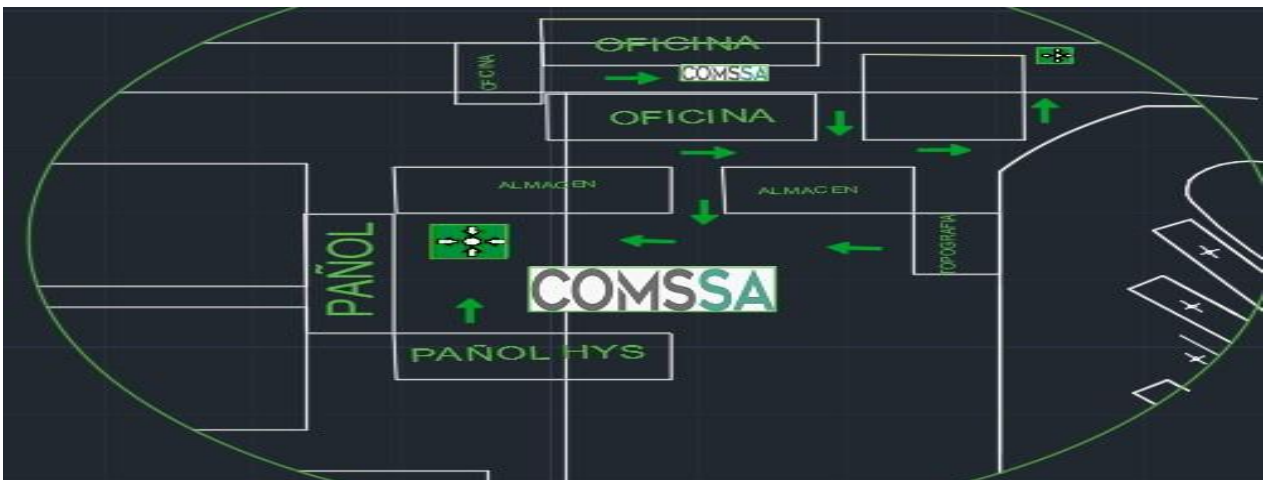 OFICINA
OFICINA
COMSSA
OFICINA
ALMACEN
ALMACEN
PAÑOL
TOPOGRAFIA
COMSSA
PAÑOL HYS